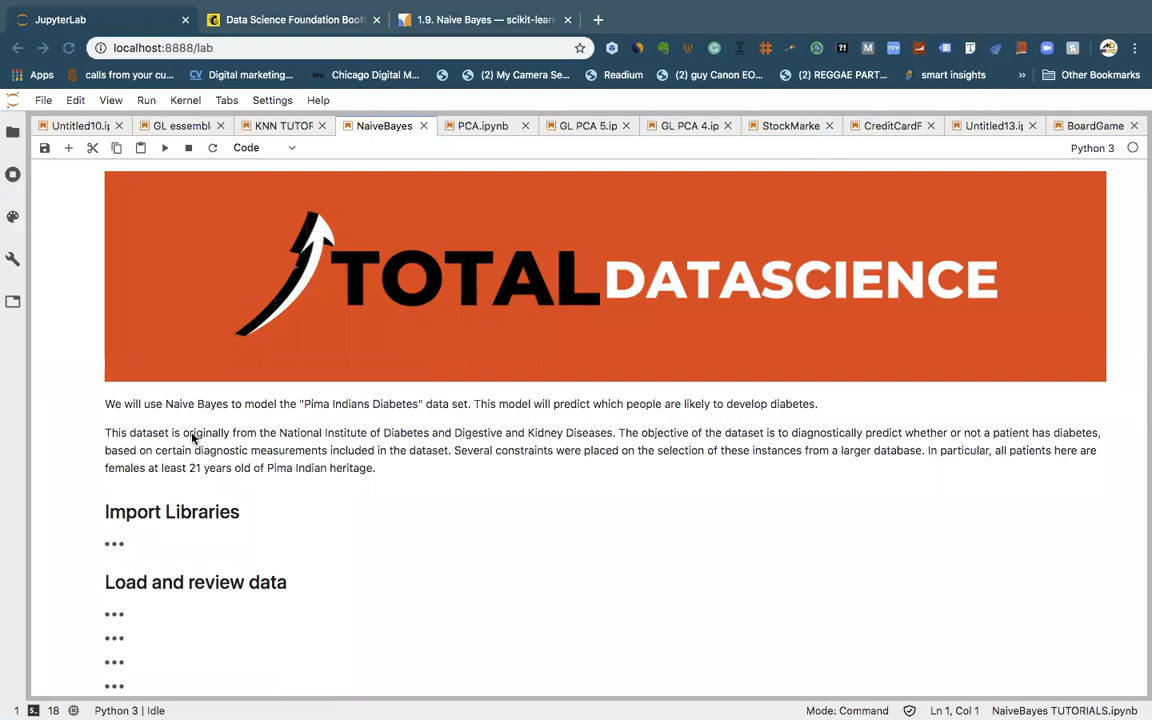 JupyterLab
Data Science Foundation Boot
1.9. Naive Bayes — scikit-lear
localhost:8888/lab
Apps
calls from your cu...
Digital marketing...
Chicago Digital M...
(2) My Camera Se...
Readium
(2) guy Canon EO...
(2) REGGAE PART...
smart insights
»
Other Bookmarks
File Edit View Run Kernel Tabs Settings Help
Untitled10.ip
GL essembl
KNN TUTOR
NaiveBayes
PCA.ipynb
GL PCA 5.ip
GL PCA 4.ip
StockMarke
CreditCardF
Untitled13.ip
BoardGame
Code
Python 3
TOTAL DATASCIENCE
We will use Naive Bayes to model the "Pima Indians Diabetes" data set. This model will predict which people are likely to develop diabetes.
This dataset is originally from the National Institute of Diabetes and Digestive and Kidney Diseases. The objective of the dataset is to diagnostically predict whether or not a patient has diabetes,
based on certain diagnostic measurements included in the dataset. Several constraints were placed on the selection of these instances from a larger database. In particular, all patients here are
females at least 21 years old of Pima Indian heritage.
Import Libraries
Load and review data
1 18 Python 3 | Idle
Mode: Command
Ln 1, Col 1
NaiveBayes TUTORIALS.ipynb